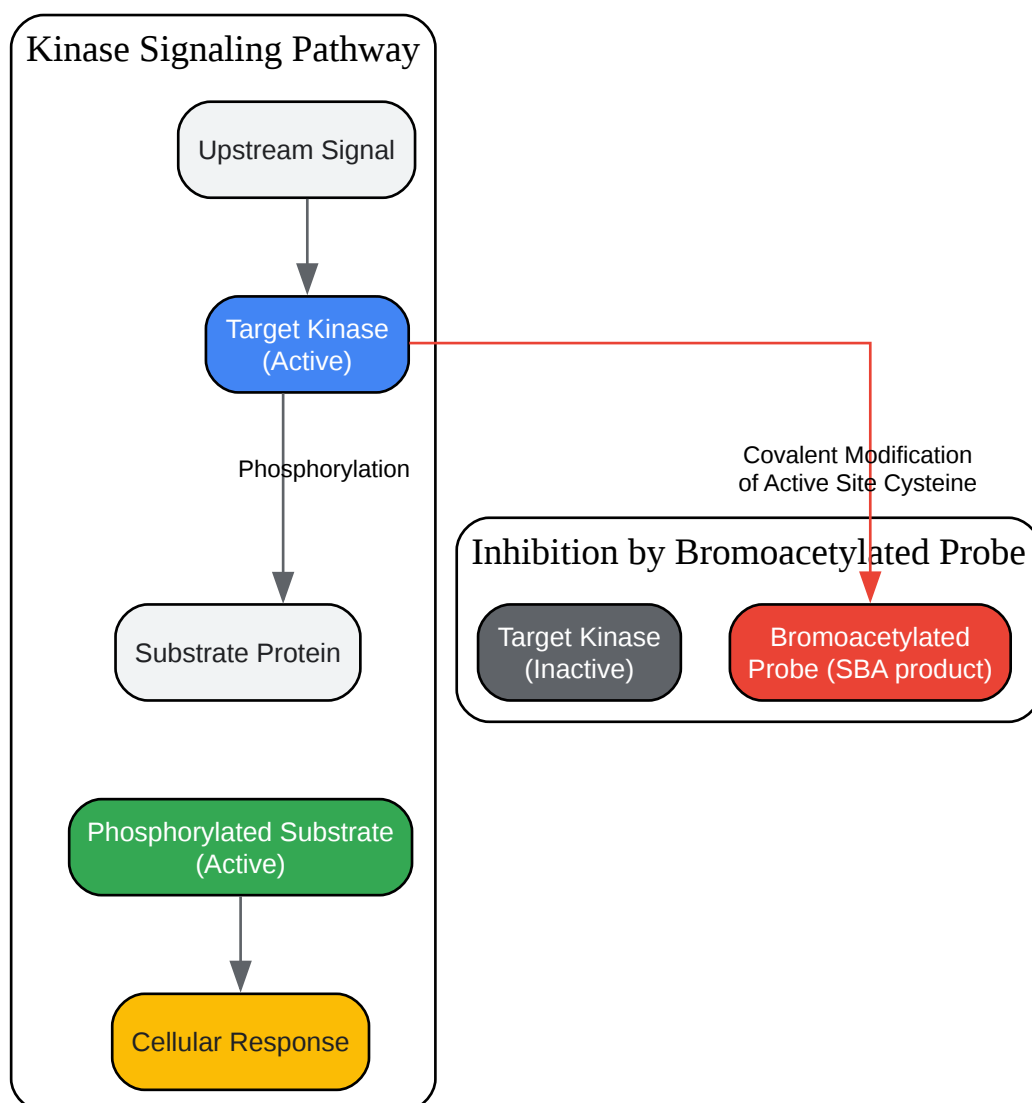 Kinase Signaling Pathway
Upstream Signal
Target Kinase
(Active)
Phosphorylation
Covalent Modification
of Active Site Cysteine
Inhibition by Bromoacetylated Probe
Target Kinase
(Inactive)
Bromoacetylated
Probe (SBA product)
Substrate Protein
Phosphorylated Substrate
(Active)
Cellular Response